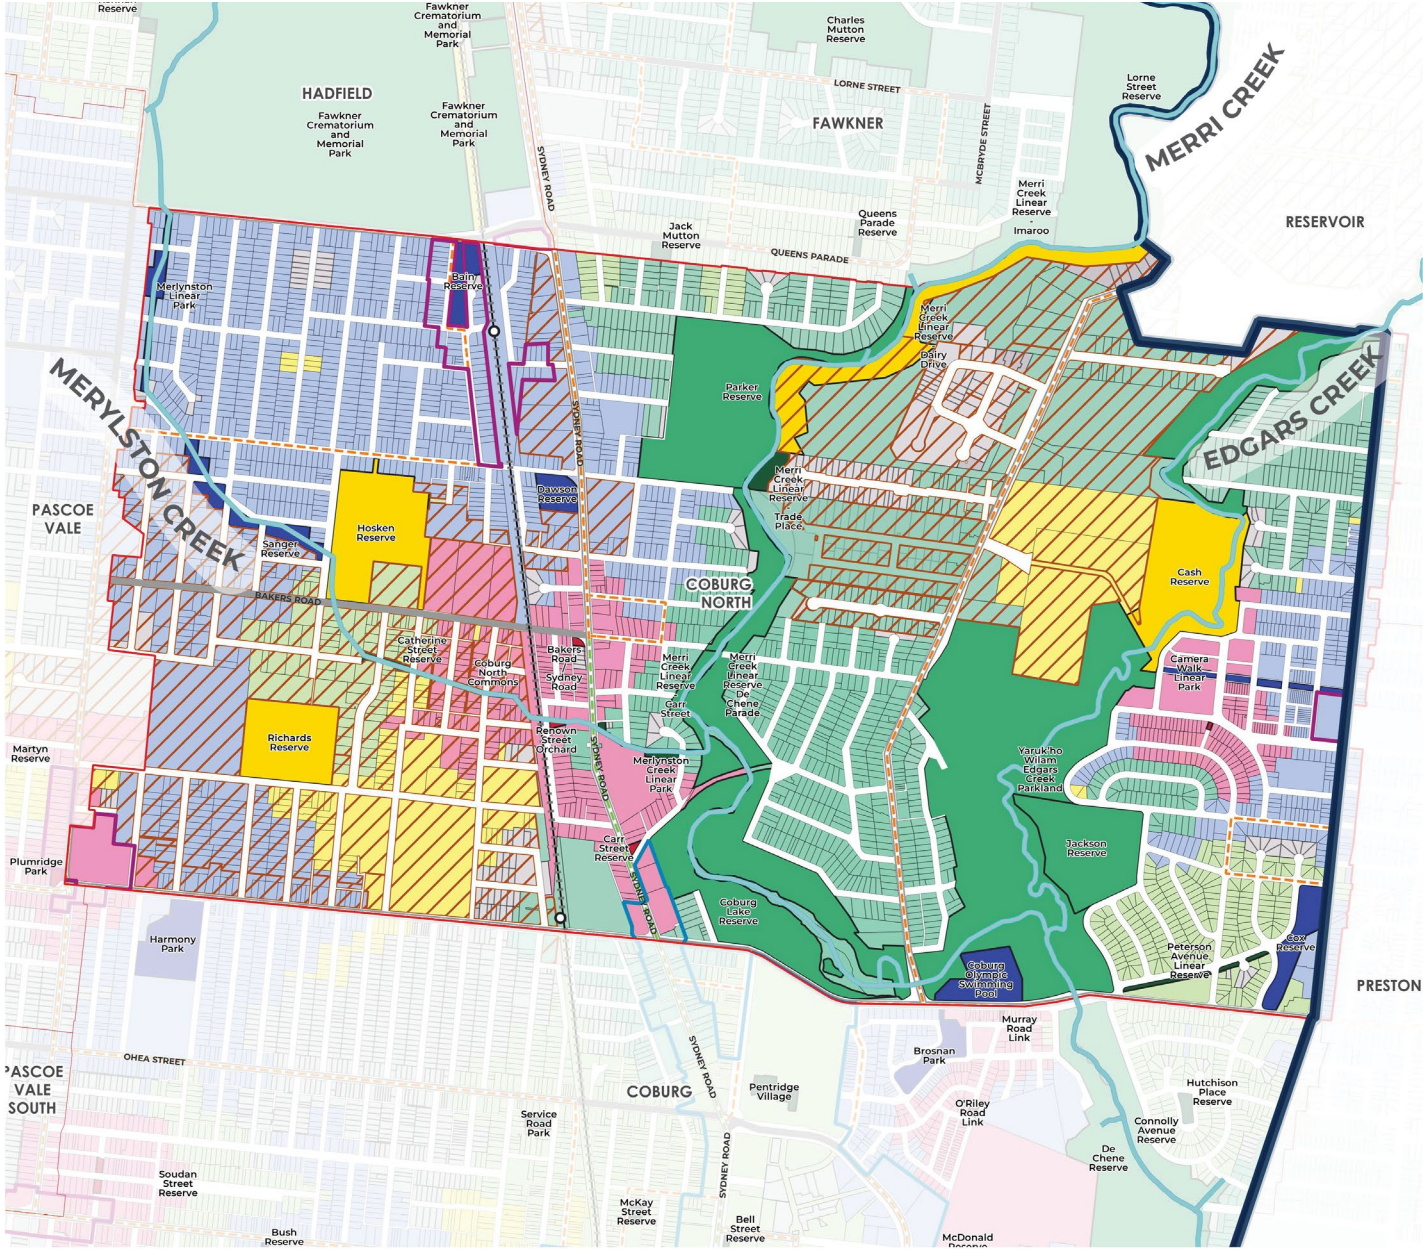 Reserve
Fawkner
Crematorium
and
Memorial
Park
Charles
Mutton
Reserve
HADFIELD
Fawkner
Crematorium
and
Memorial
Park
Fawkner
Crematorium
and
Memorial
Park
SYDNEY ROAD
LORNE STREET
FAWKNER
MCBRYDE STREET
Lorne
Street
Reserve
MERRI CREEK
Merri
Creek
Linear
Reserve
-
Imaroo
Queens
Parade
Reserve
Jack
Mutton
Reserve
QUEENS PARADE
RESERVOIR
Merlynston
Linear
Park
Bain
Reserve
Merri
Creek
Linear
Reserve
-
Dairy
Drive
Parker
Reserve
MERYLSTON CREEK
SYDNEY ROAD
EDGARS CREEK
PASCOE
VALE
Dawson
Reserve
Merri
Creek
Linear
Reserve
-
Trade
Place
Hosken
Reserve
Sanger
Reserve
BAKERS ROAD
COBURG
NORTH
Cash
Reserve
Catherine
Street
Reserve
Coburg
North
Commons
Bakers
Road
-
Sydney
Road
Merri
Creek
Linear
Reserve
-
Carr
Street
Merri
Creek
Linear
Reserve
De
Chene
Parade
Camera
Walk
Linear
Park
Richards
Reserve
Renown
Street
Orchard
SYDNEY ROAD
Merlynston
Creek
Linear
Park
Yaruk'ho
Wilam
Edgars
Creek
Parkland
Martyn
Reserve
Plumridge
Park
Carr
Street
Reserve
SYDNEY ROAD
Jackson
Reserve
Coburg
Lake
Reserve
Harmony
Park
Coburg
Olympic
Swimming
Pool
Peterson
Avenue
Linear
Reserve
Cox
Reserve
PRESTON
Murray
Road
Link
Brosnan
Park
OHEA STREET
PASCOE
VALE
SOUTH
SYDNEY ROAD
COBURG
Pentridge
Village
Hutchison
Place
Reserve
O'Riley
Road
Link
Connolly
Avenue
Reserve
Service
Road
Park
De
Chene
Reserve
SYDNEY ROAD
Soudan
Street
Reserve
McKay
Street
Reserve
Bell
Street
Reserve
Bush
Reserve
McDonald
Reserve